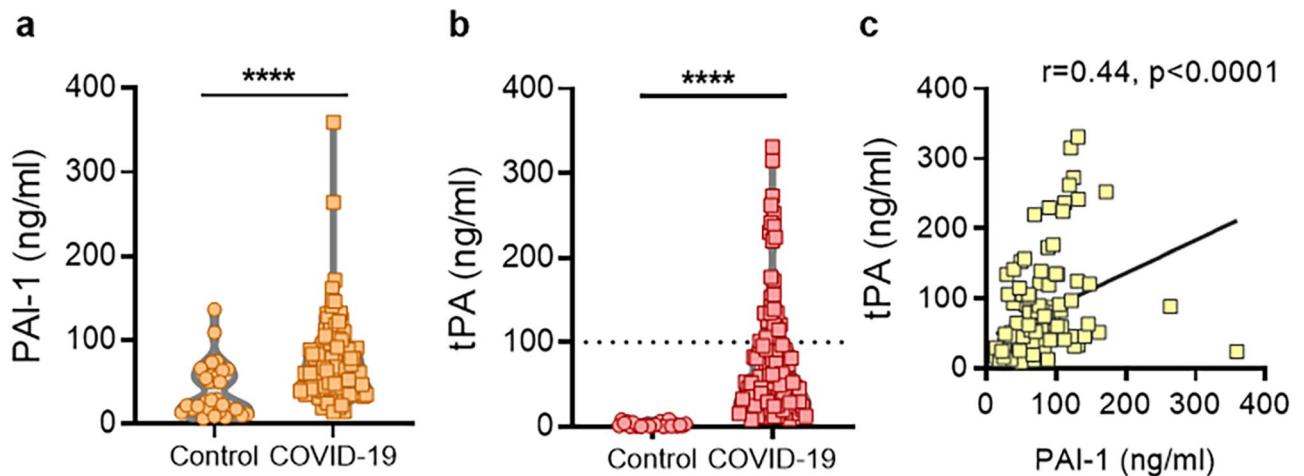 a
****
PAI-1 (ng/ml)
400
300
200
100
0
Control COVID-19
b
****
tPA (ng/ml)
400
300
200
100
0
Control COVID-19
c
r=0.44, p<0.0001
tPA (ng/ml)
400
300
200
100
0
0 100 200 300 400
PAI-1 (ng/ml)